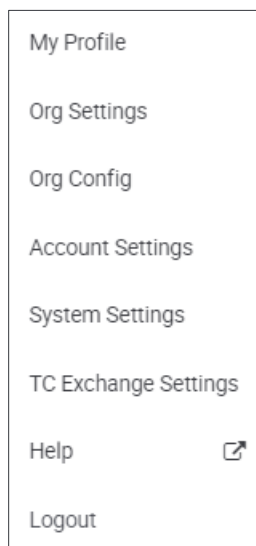 My Profile
Org Settings
Org Config
Account Settings
System Settings
TC Exchange Settings
Help
Logout